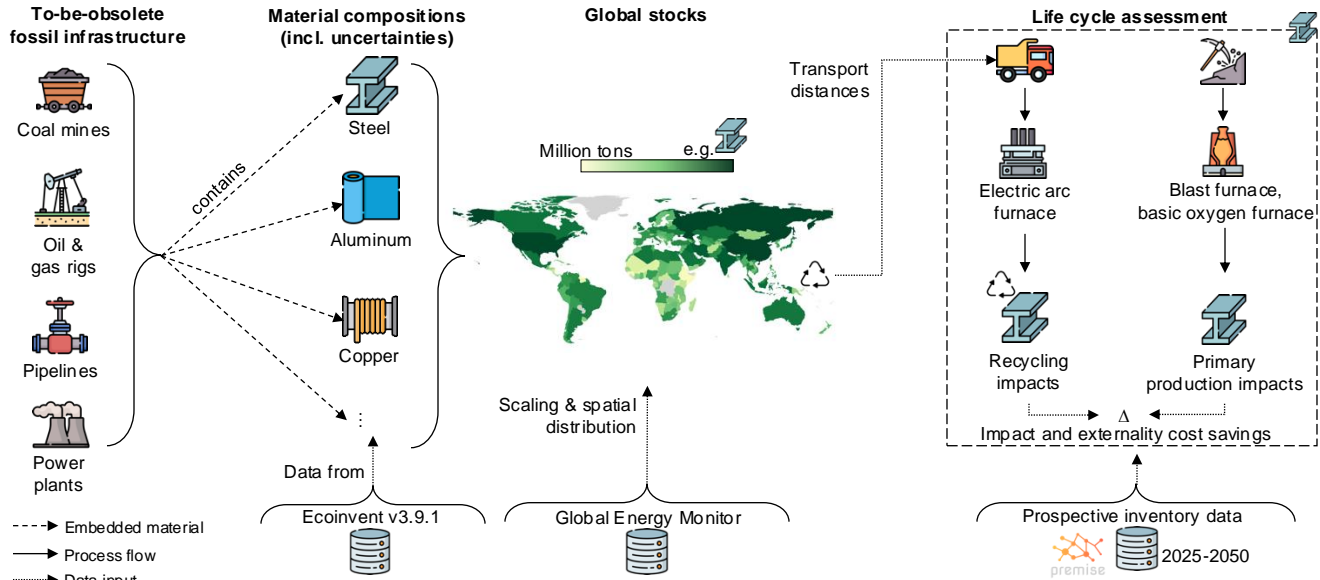 To-be-obsolete
fossil infrastructure
Coal mines
Oil &
gas rigs
Pipelines
Power
plants
Embedded material
Process flow
Data input
contains
Material compositions
(incl. uncertainties)
Steel
Aluminum
Copper
⋮
Data from
Ecoinvent v3.9.1
Global stocks
Million tons e.g.
Scaling & spatial
distribution
Global Energy Monitor
Transport
distances
Life cycle assessment
Electric arc
furnace
Blast furnace,
basic oxygen furnace
Recycling
impacts
Primary
production impacts
Δ
Impact and externality cost savings
Prospective inventory data
premise
2025-2050